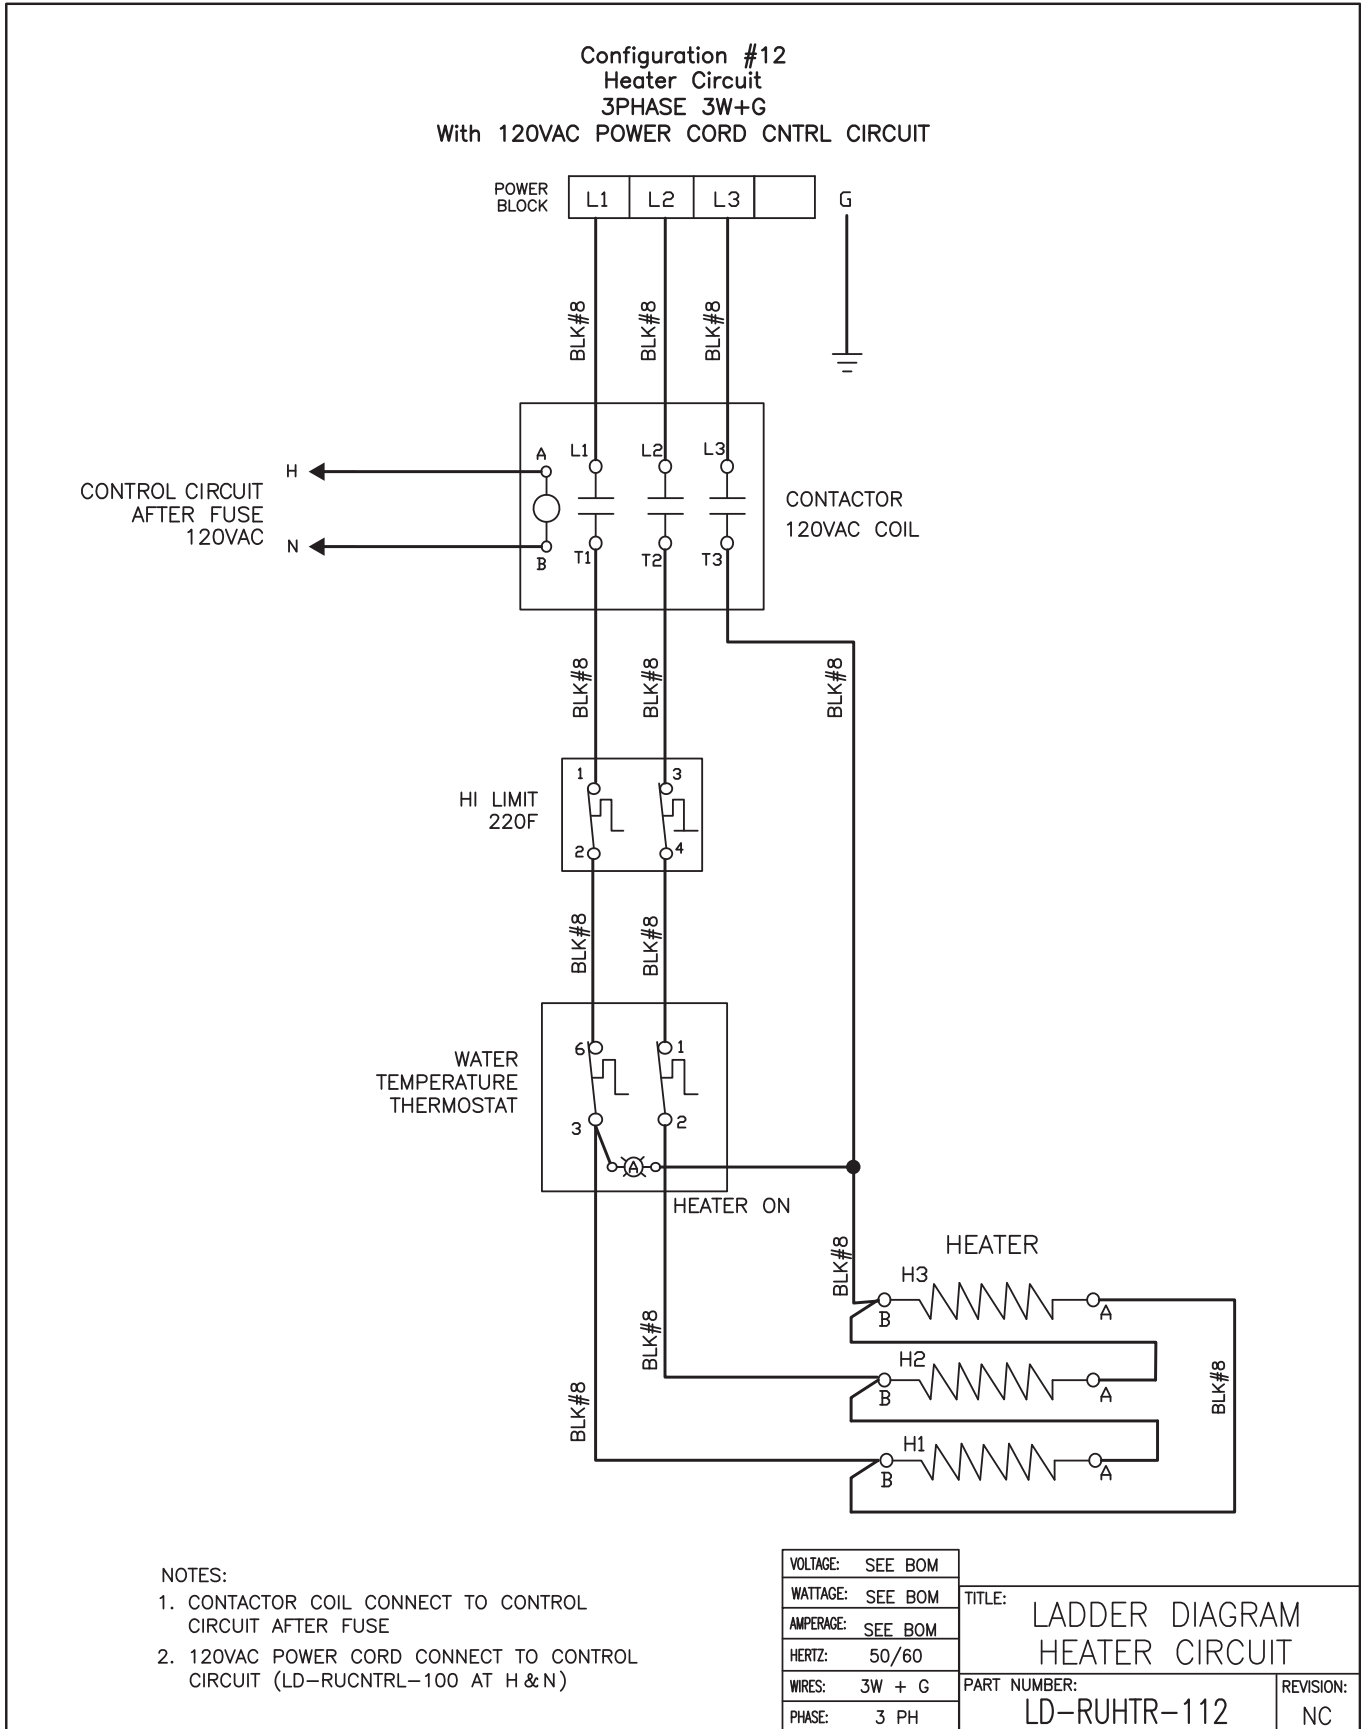 Configuration #12
Heater Circuit
3PHASE 3W+G
With 120VAC POWER CORD CNTRL CIRCUIT
POWER
BLOCK
L1 L2 L3
G
BLK#8 BLK#8 BLK#8
A L1 L2 L3
H
CONTROL CIRCUIT
AFTER FUSE
120VAC
N
CONTACTOR
120VAC COIL
B T1 T2 T3
BLK#8 BLK#8 BLK#8
1 3
HI LIMIT
220F
2 4
BLK#8 BLK#8
WATER
TEMPERATURE
THERMOSTAT
6 1
3 2
A
HEATER ON
BLK#8
HEATER
H3
B A
BLK#8
H2
B A
BLK#8
BLK#8
H1
B A
NOTES:
1. CONTACTOR COIL CONNECT TO CONTROL
CIRCUIT AFTER FUSE
2. 120VAC POWER CORD CONNECT TO CONTROL
CIRCUIT (LD-RUCNTRL-100 AT H & N)
VOLTAGE: SEE BOM
WATTAGE: SEE BOM
AMPERAGE: SEE BOM
HERTZ: 50/60
WIRES: 3W + G
PHASE: 3 PH
TITLE:
LADDER DIAGRAM
HEATER CIRCUIT
PART NUMBER:
LD-RUHTR-112
REVISION:
NC